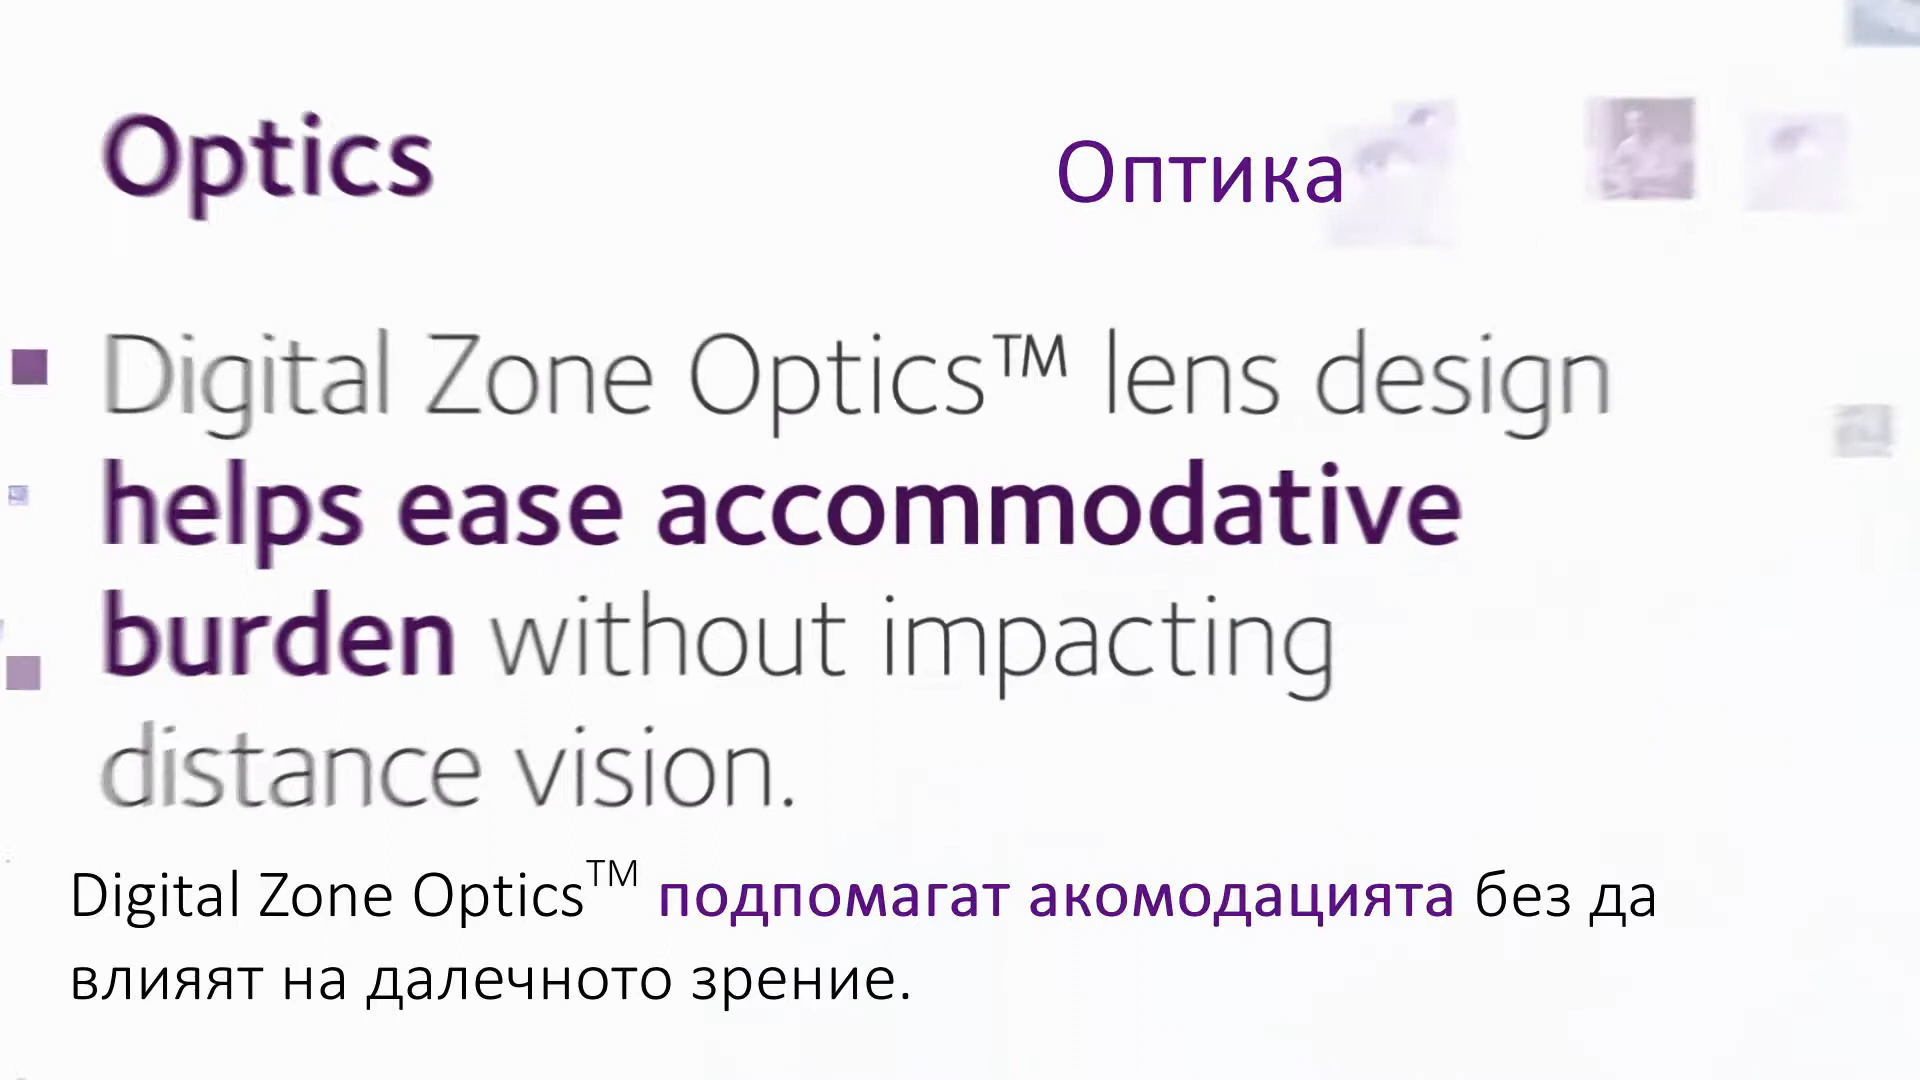 Optics
Оптика
Digital Zone Optics™ lens design
helps ease accommodative
burden without impacting
distance vision.
Digital Zone Optics™ подпомагат акомодацията без да
влияят на далечното зрение.